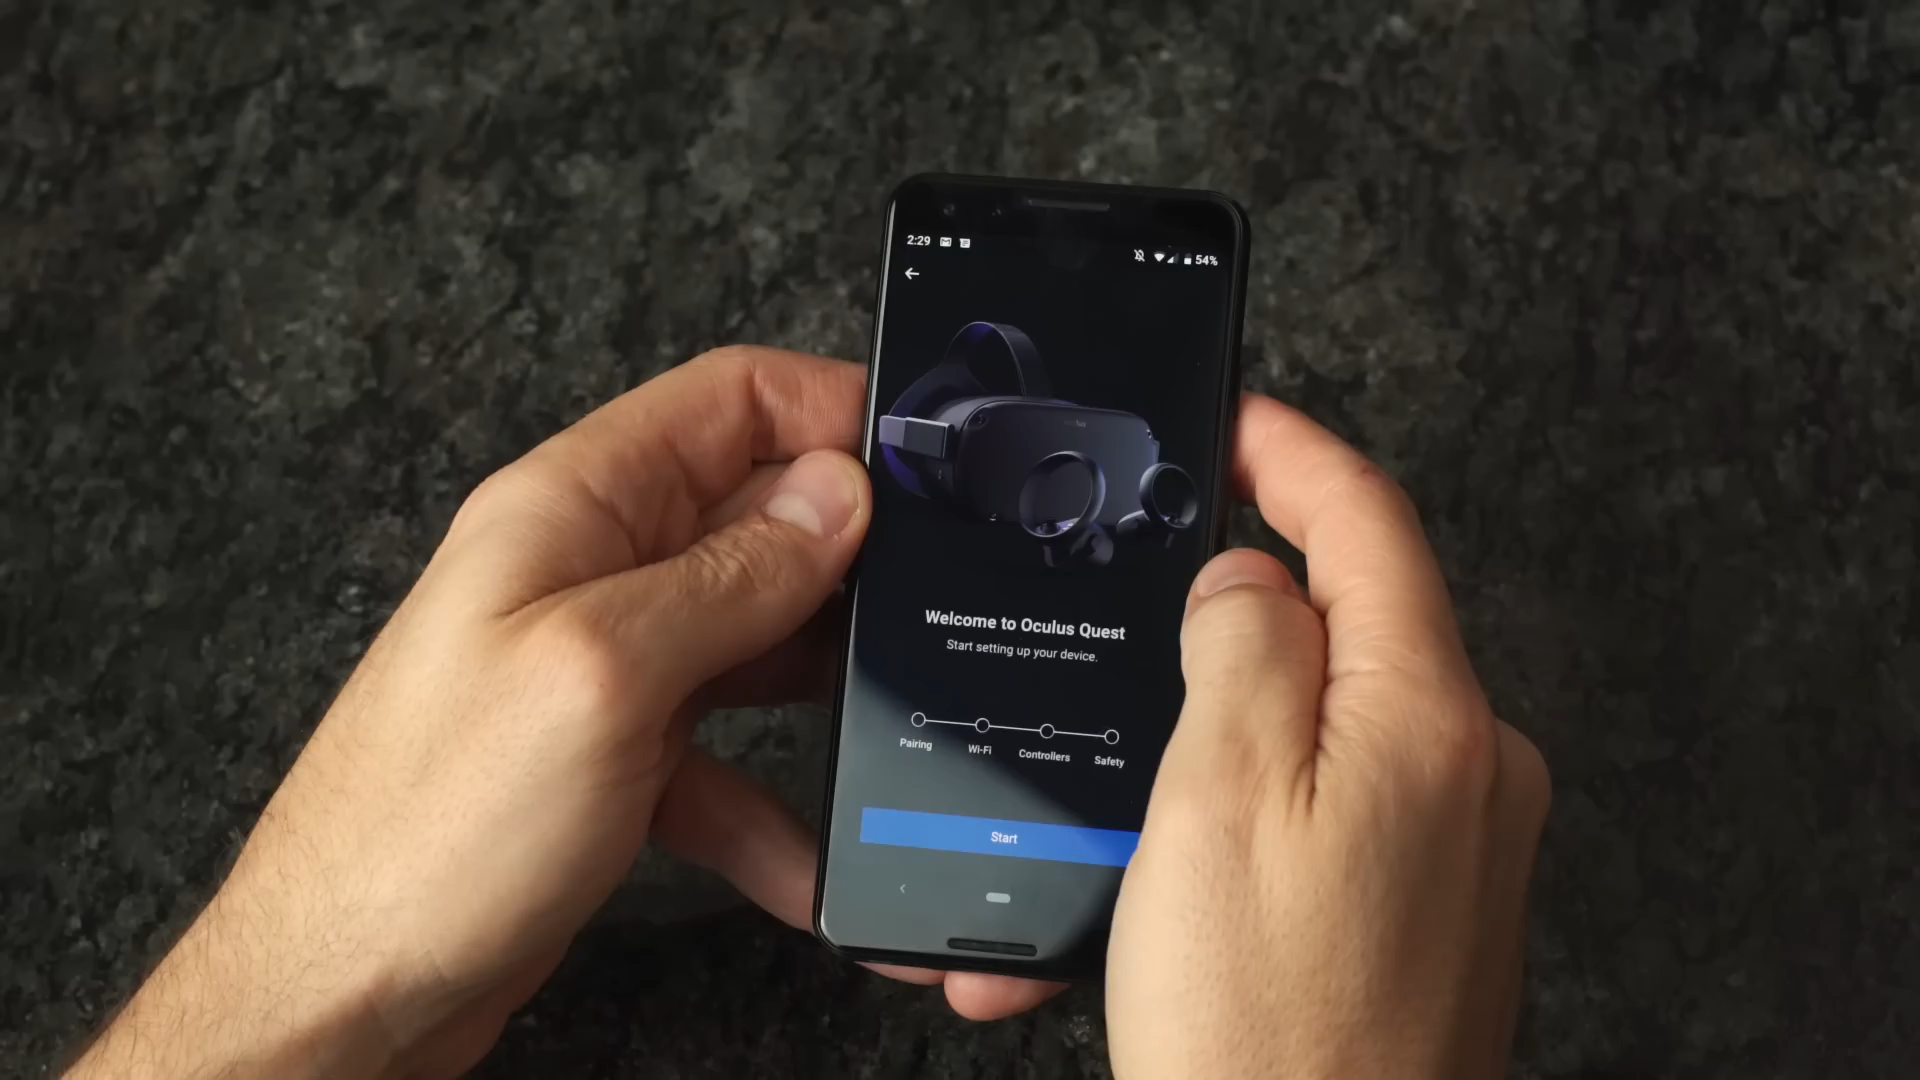 2:29
54%
Welcome to Oculus Quest
Start setting up your device.
Pairing
Wi-Fi
Controllers
Safety
Start